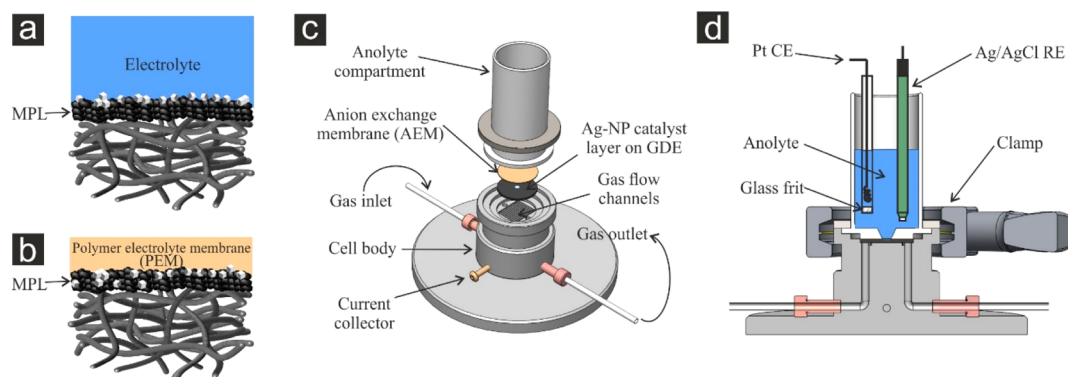 a
Electrolyte
MPL
b
Polymer electrolyte membrane
(PEM)
MPL
c
Anolyte
compartment
Anion exchange
membrane (AEM)
Ag-NP catalyst
layer on GDE
Gas flow
channels
Gas inlet
Cell body
Gas outlet
Current
collector
d
Pt CE
Ag/AgCl RE
Anolyte
Clamp
Glass frit